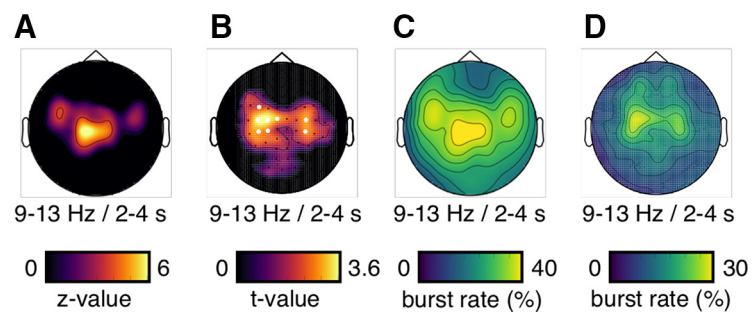 A B C D
9-13 Hz / 2-4 s 9-13 Hz / 2-4 s 9-13 Hz / 2-4 s 9-13 Hz / 2-4 s
0 6 0 3.6 0 40 0 30
z-value t-value burst rate (%) burst rate (%)